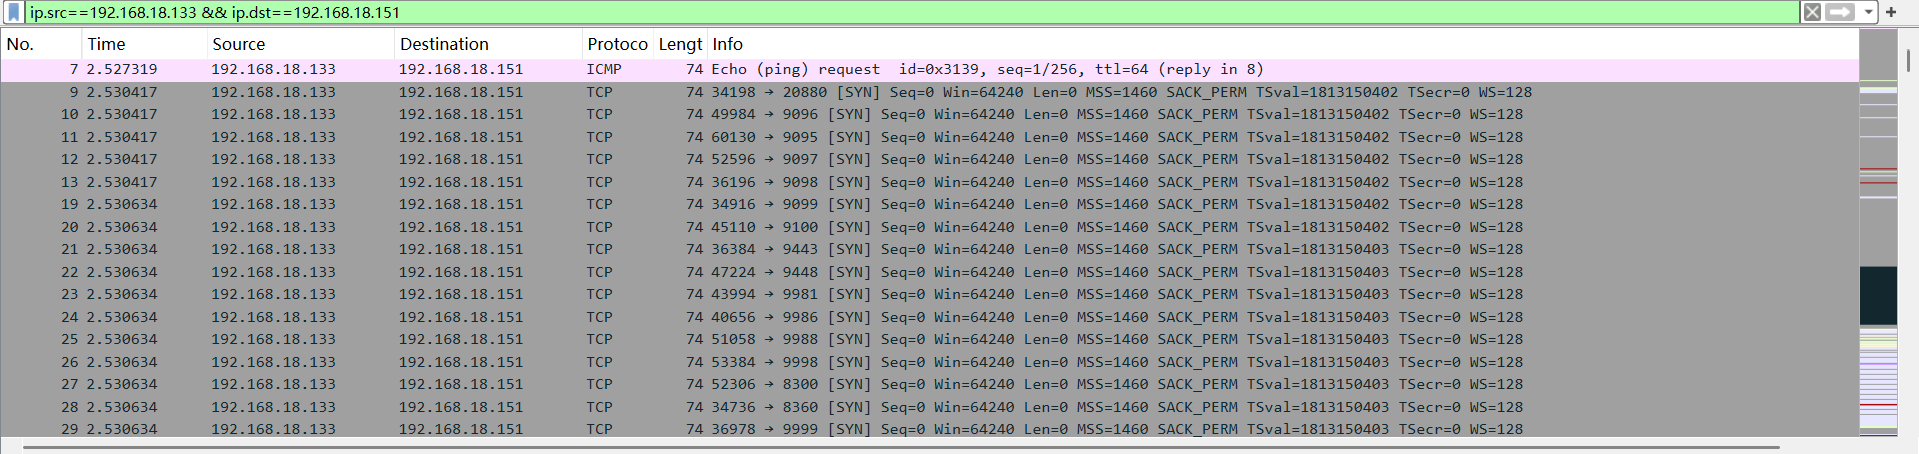 ip.src==192.168.18.133 && ip.dst==192.168.18.151
No. Time Source Destination Protoco Lengt Info
7 2.527319 192.168.18.133 192.168.18.151 ICMP 74 Echo (ping) request id=0x3139, seq=1/256, ttl=64 (reply in 8)
9 2.530417 192.168.18.133 192.168.18.151 TCP 74 34198 → 20880 [SYN] Seq=0 Win=64240 Len=0 MSS=1460 SACK_PERM TSval=1813150402 TSecr=0 WS=128
10 2.530417 192.168.18.133 192.168.18.151 TCP 74 49984 → 9096 [SYN] Seq=0 Win=64240 Len=0 MSS=1460 SACK_PERM TSval=1813150402 TSecr=0 WS=128
11 2.530417 192.168.18.133 192.168.18.151 TCP 74 60130 → 9095 [SYN] Seq=0 Win=64240 Len=0 MSS=1460 SACK_PERM TSval=1813150402 TSecr=0 WS=128
12 2.530417 192.168.18.133 192.168.18.151 TCP 74 52596 → 9097 [SYN] Seq=0 Win=64240 Len=0 MSS=1460 SACK_PERM TSval=1813150402 TSecr=0 WS=128
13 2.530417 192.168.18.133 192.168.18.151 TCP 74 36196 → 9098 [SYN] Seq=0 Win=64240 Len=0 MSS=1460 SACK_PERM TSval=1813150402 TSecr=0 WS=128
19 2.530634 192.168.18.133 192.168.18.151 TCP 74 34916 → 9099 [SYN] Seq=0 Win=64240 Len=0 MSS=1460 SACK_PERM TSval=1813150402 TSecr=0 WS=128
20 2.530634 192.168.18.133 192.168.18.151 TCP 74 45110 → 9100 [SYN] Seq=0 Win=64240 Len=0 MSS=1460 SACK_PERM TSval=1813150402 TSecr=0 WS=128
21 2.530634 192.168.18.133 192.168.18.151 TCP 74 36384 → 9443 [SYN] Seq=0 Win=64240 Len=0 MSS=1460 SACK_PERM TSval=1813150403 TSecr=0 WS=128
22 2.530634 192.168.18.133 192.168.18.151 TCP 74 47224 → 9448 [SYN] Seq=0 Win=64240 Len=0 MSS=1460 SACK_PERM TSval=1813150403 TSecr=0 WS=128
23 2.530634 192.168.18.133 192.168.18.151 TCP 74 43994 → 9981 [SYN] Seq=0 Win=64240 Len=0 MSS=1460 SACK_PERM TSval=1813150403 TSecr=0 WS=128
24 2.530634 192.168.18.133 192.168.18.151 TCP 74 40656 → 9986 [SYN] Seq=0 Win=64240 Len=0 MSS=1460 SACK_PERM TSval=1813150403 TSecr=0 WS=128
25 2.530634 192.168.18.133 192.168.18.151 TCP 74 51058 → 9988 [SYN] Seq=0 Win=64240 Len=0 MSS=1460 SACK_PERM TSval=1813150403 TSecr=0 WS=128
26 2.530634 192.168.18.133 192.168.18.151 TCP 74 53384 → 9998 [SYN] Seq=0 Win=64240 Len=0 MSS=1460 SACK_PERM TSval=1813150403 TSecr=0 WS=128
27 2.530634 192.168.18.133 192.168.18.151 TCP 74 52306 → 8300 [SYN] Seq=0 Win=64240 Len=0 MSS=1460 SACK_PERM TSval=1813150403 TSecr=0 WS=128
28 2.530634 192.168.18.133 192.168.18.151 TCP 74 34736 → 8360 [SYN] Seq=0 Win=64240 Len=0 MSS=1460 SACK_PERM TSval=1813150403 TSecr=0 WS=128
29 2.530634 192.168.18.133 192.168.18.151 TCP 74 36978 → 9999 [SYN] Seq=0 Win=64240 Len=0 MSS=1460 SACK_PERM TSval=1813150403 TSecr=0 WS=128